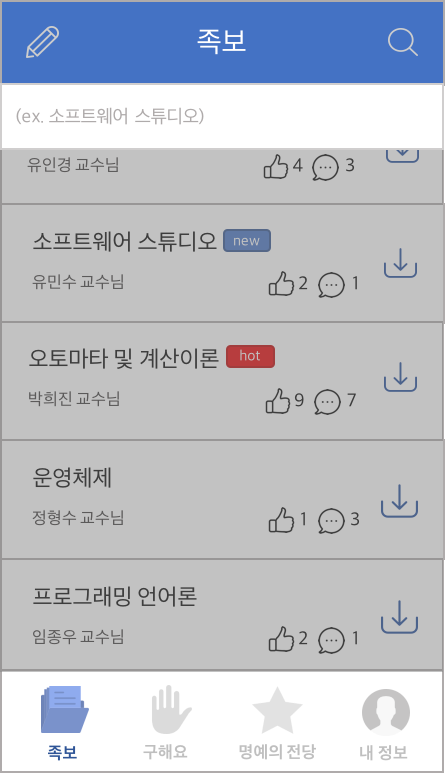 족보
(ex. 소프트웨어 스튜디오)
유인경 교수님 4 3
소프트웨어 스튜디오 new
유민수 교수님 2 1
오토마타 및 계산이론 hot
박희진 교수님 9 7
운영체제
정형수 교수님 1 3
프로그래밍 언어론
임종우 교수님 2 1
족보 구해요 명예의 전당 내 정보